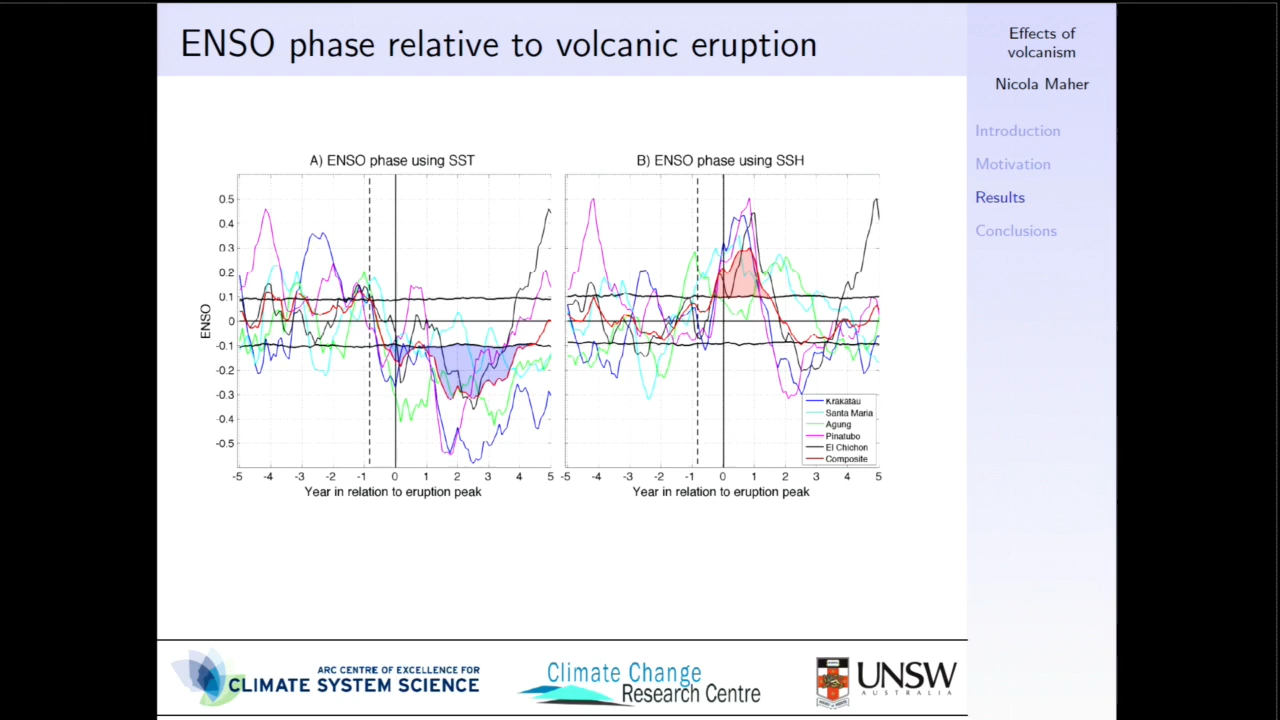 ENSO phase relative to volcanic eruption
Effects of
volcanism
Nicola Maher
Introduction
Motivation
Results
Conclusions
A) ENSO phase using SST
B) ENSO phase using SSH
ENSO
0.5
0.4
0.3
0.2
0.1
0
-0.1
-0.2
-0.3
-0.4
-0.5
-5 -4 -3 -2 -1 0 1 2 3 4 5
-5 -4 -3 -2 -1 0 1 2 3 4 5
Year in relation to eruption peak
Year in relation to eruption peak
Krakatau
Santa Maria
Agung
Pinatubo
El Chichon
Composite
ARC CENTRE OF EXCELLENCE FOR
CLIMATE SYSTEM SCIENCE
Climate Change
Research Centre
UNSW
AUSTRALIA